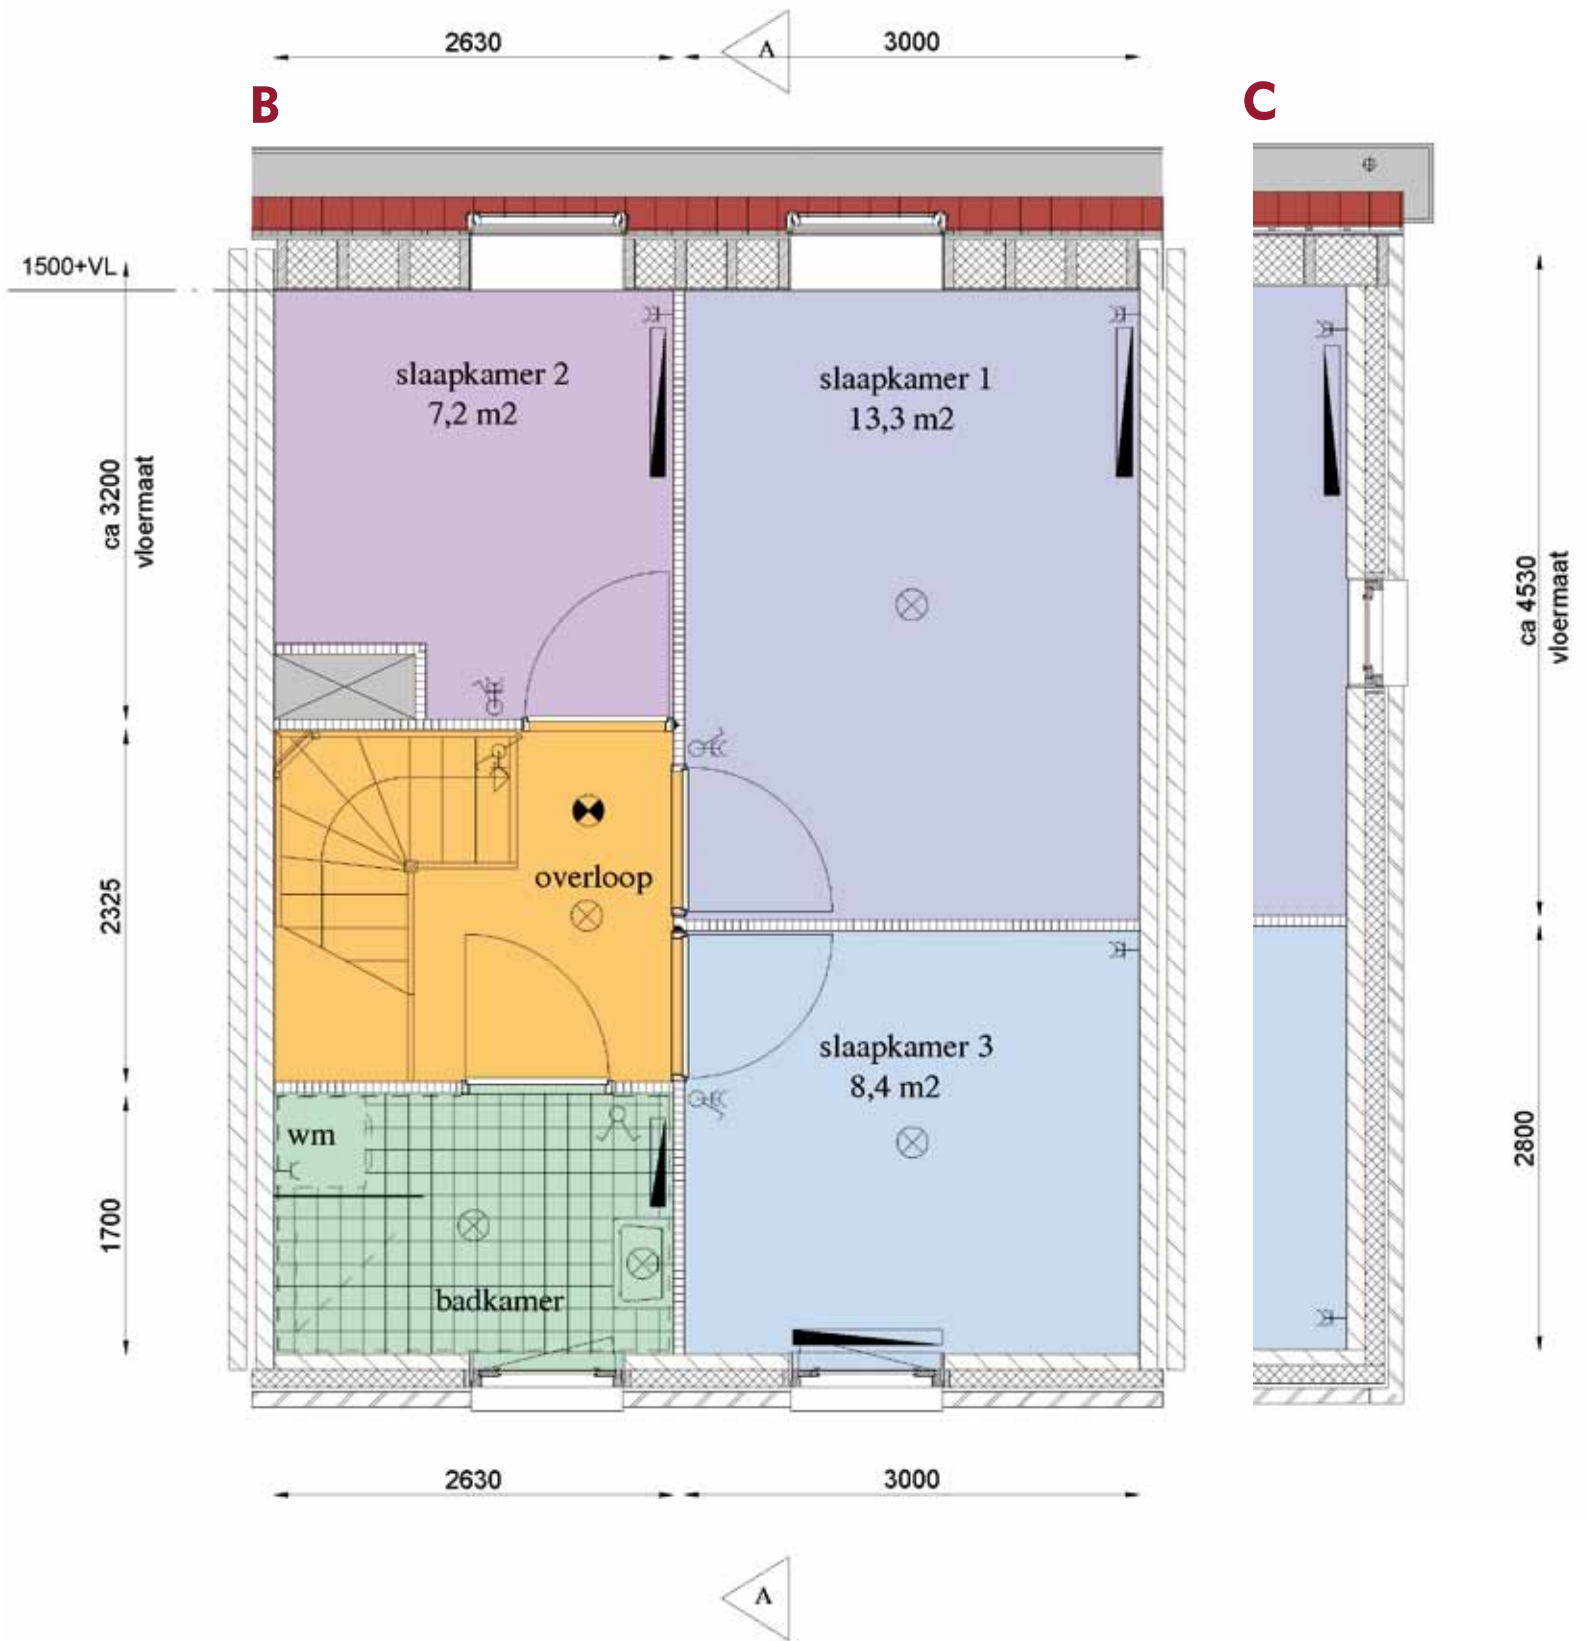 2630
A
3000
B
C
1500+VL
slaapkamer 2
7,2 m2
slaapkamer 1
13,3 m2
ca 3200
vloermaat
ca 4530
vloermaat
overloop
2325
slaapkamer 3
8,4 m2
wm
2800
1700
badkamer
2630
3000
A